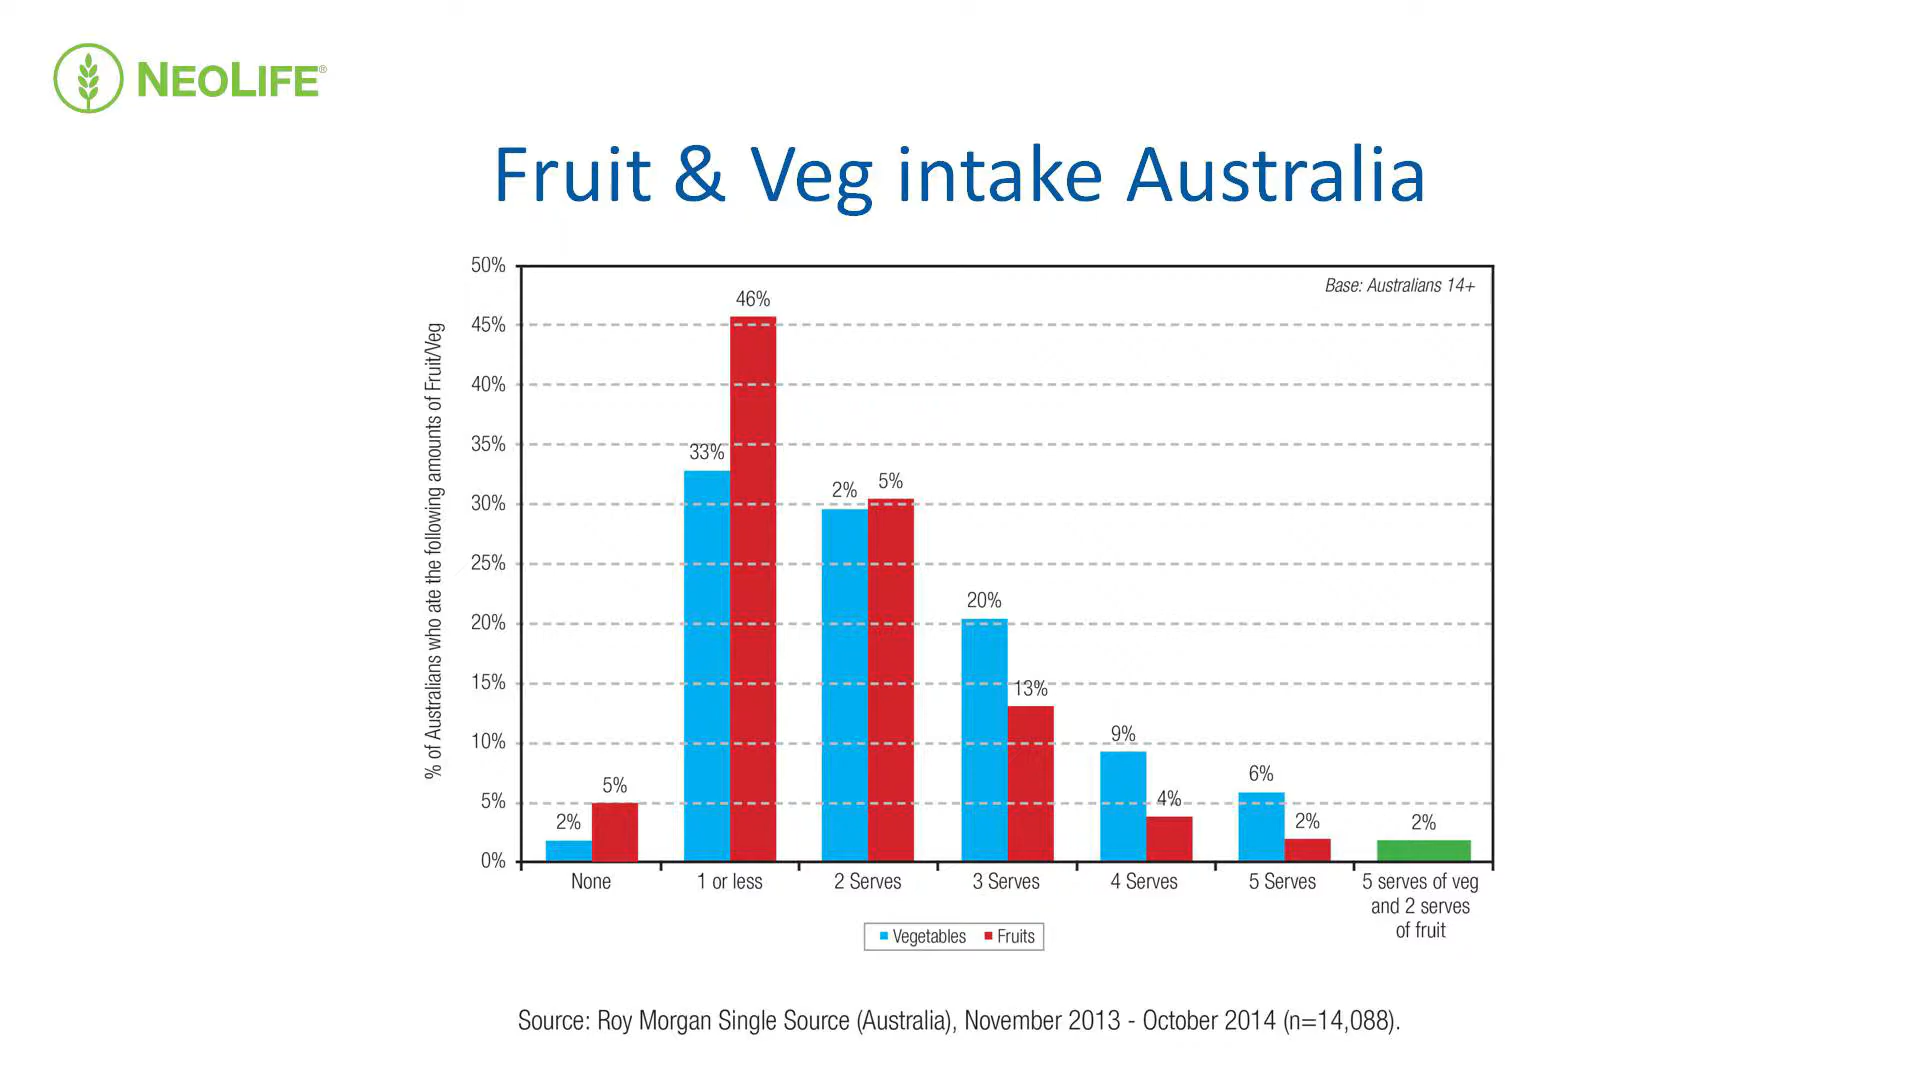 NEOLIFE®
Fruit & Veg intake Australia
Base: Australians 14+
% of Australians who ate the following amounts of Fruit/Veg
50%
45%
40%
35%
30%
25%
20%
15%
10%
5%
0%
2%
5%
33%
46%
2%
5%
20%
13%
9%
4%
6%
2%
2%
None
1 or less
2 Serves
3 Serves
4 Serves
5 Serves
5 serves of veg
and 2 serves
of fruit
Vegetables Fruits
Source: Roy Morgan Single Source (Australia), November 2013 - October 2014 (n=14,088).